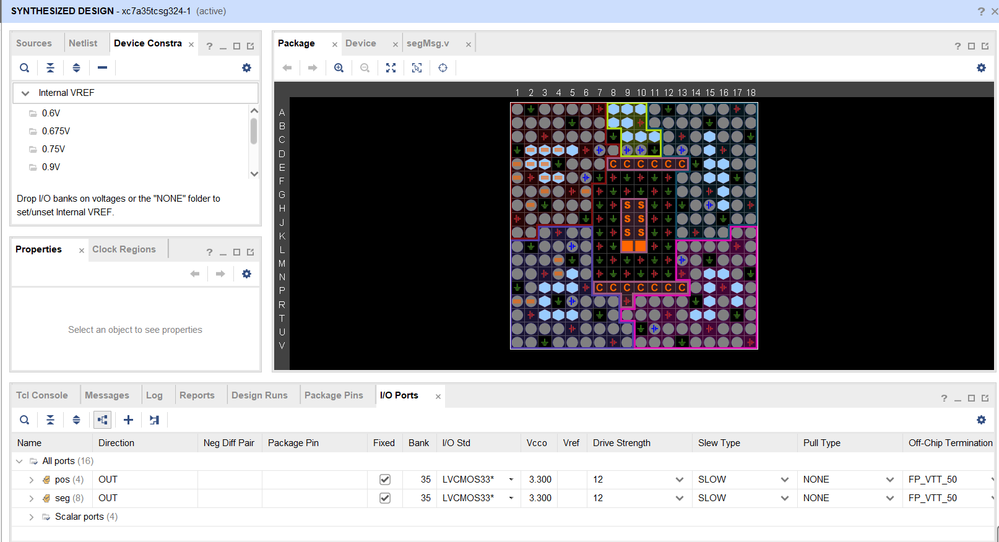 SYNTHESIZED DESIGN - xc7a35tcsg324-1 (active)
Sources Netlist Device Constra
Internal VREF
0.6V
0.675V
0.75V
0.9V
Drop I/O banks on voltages or the "NONE" folder to
set/unset Internal VREF.
Properties Clock Regions
Select an object to see properties
Package Device segMsg.v
1 2 3 4 5 6 7 8 9 10 11 12 13 14 15 16 17 18
A
B
C
D
E C C C C C C
F
G
H S S
J S S
K S S
L
M
N
P C C C C C C C
R
T
U
V
Tcl Console Messages Log Reports Design Runs Package Pins I/O Ports
Name Direction Neg Diff Pair Package Pin Fixed Bank I/O Std Vcco Vref Drive Strength Slew Type Pull Type Off-Chip Termination
All ports (16)
pos (4) OUT 35 LVCMOS33* 3.300 12 SLOW NONE FP_VTT_50
seg (8) OUT 35 LVCMOS33* 3.300 12 SLOW NONE FP_VTT_50
Scalar ports (4)